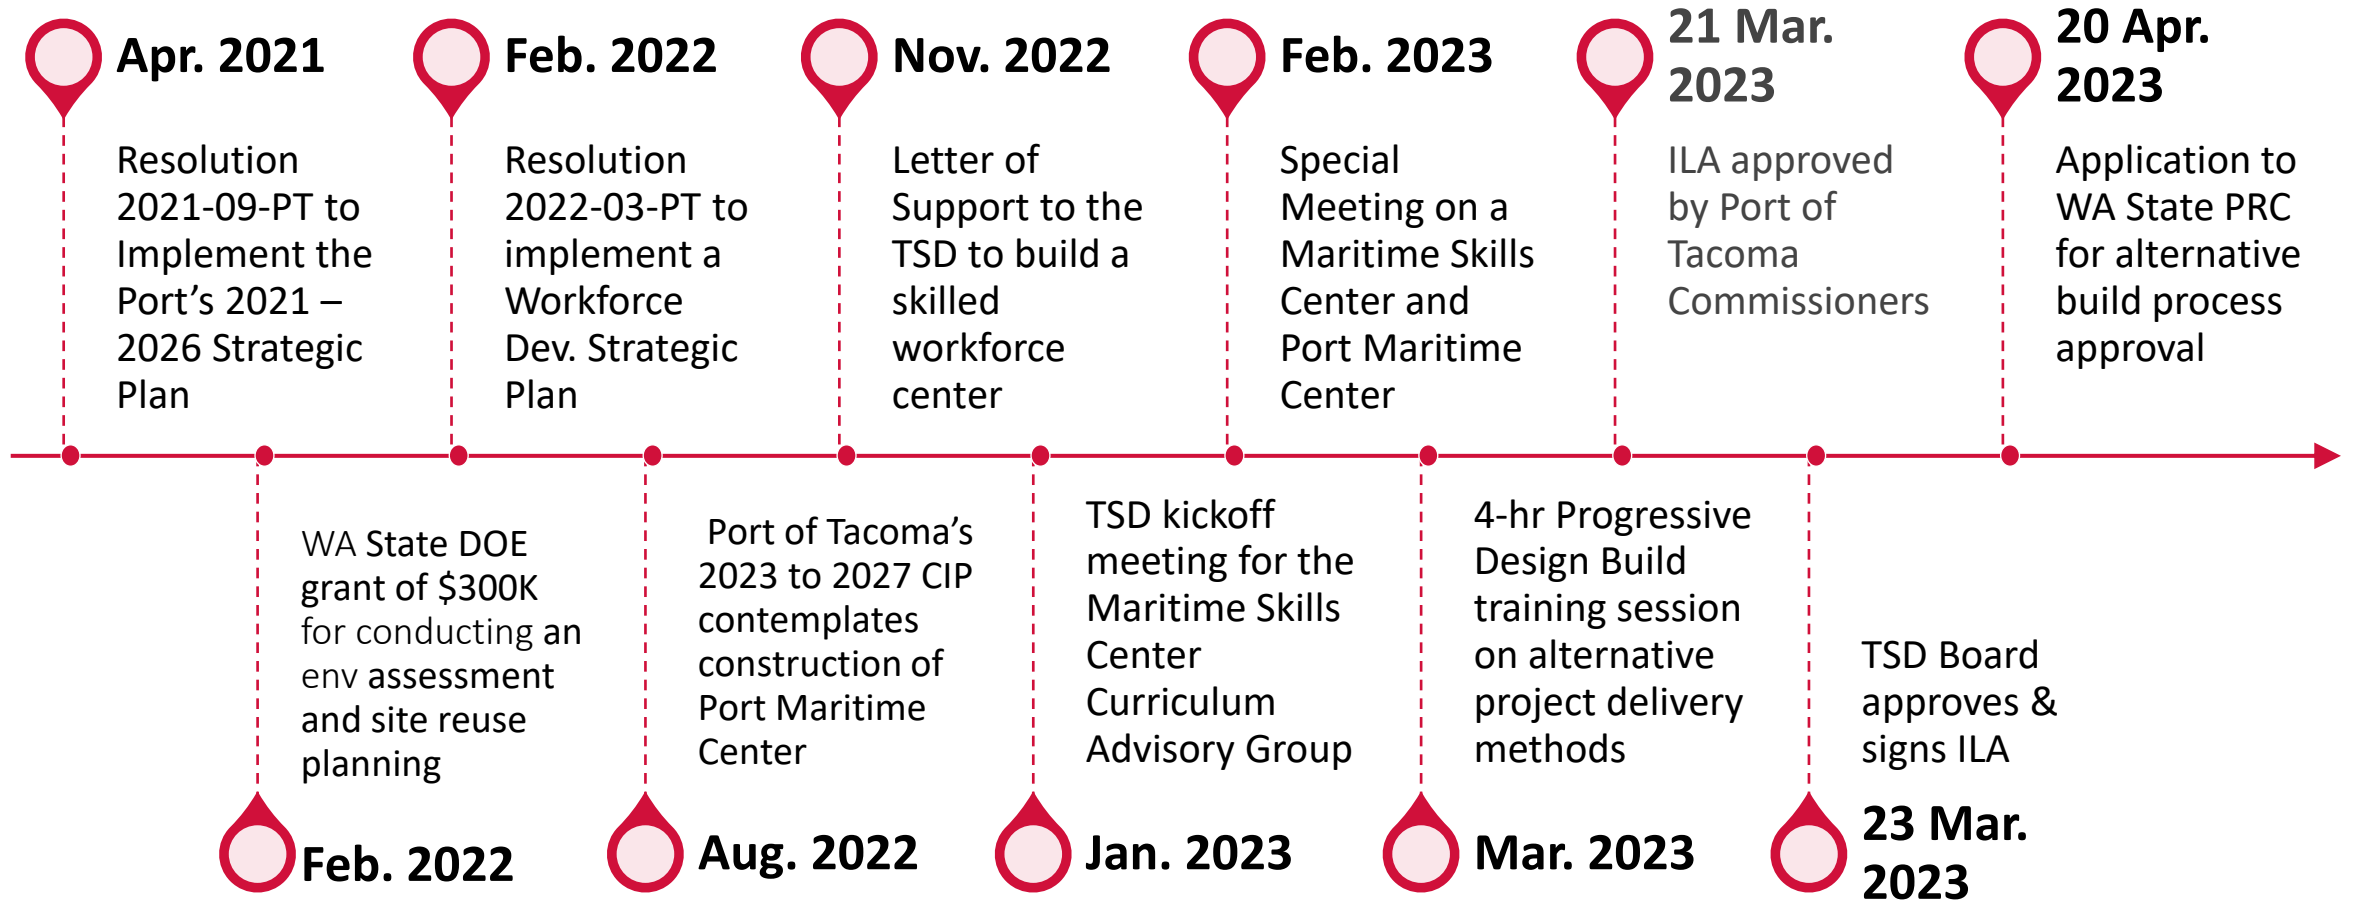 Apr. 2021
Resolution
2021-09-PT to
Implement the
Port’s 2021 –
2026 Strategic
Plan
Feb. 2022
Resolution
2022-03-PT to
implement a
Workforce
Dev. Strategic
Plan
Nov. 2022
Letter of
Support to the
TSD to build a
skilled
workforce
center
Feb. 2023
Special
Meeting on a
Maritime Skills
Center and
Port Maritime
Center
21 Mar.
2023
ILA approved
by Port of
Tacoma
Commissioners
20 Apr.
2023
Application to
WA State PRC
for alternative
build process
approval
WA State DOE
grant of $300K
for conducting an
env assessment
and site reuse
planning
Feb. 2022
Port of Tacoma’s
2023 to 2027 CIP
contemplates
construction of
Port Maritime
Center
Aug. 2022
TSD kickoff
meeting for the
Maritime Skills
Center
Curriculum
Advisory Group
Jan. 2023
4-hr Progressive
Design Build
training session
on alternative
project delivery
methods
Mar. 2023
TSD Board
approves &
signs ILA
23 Mar.
2023